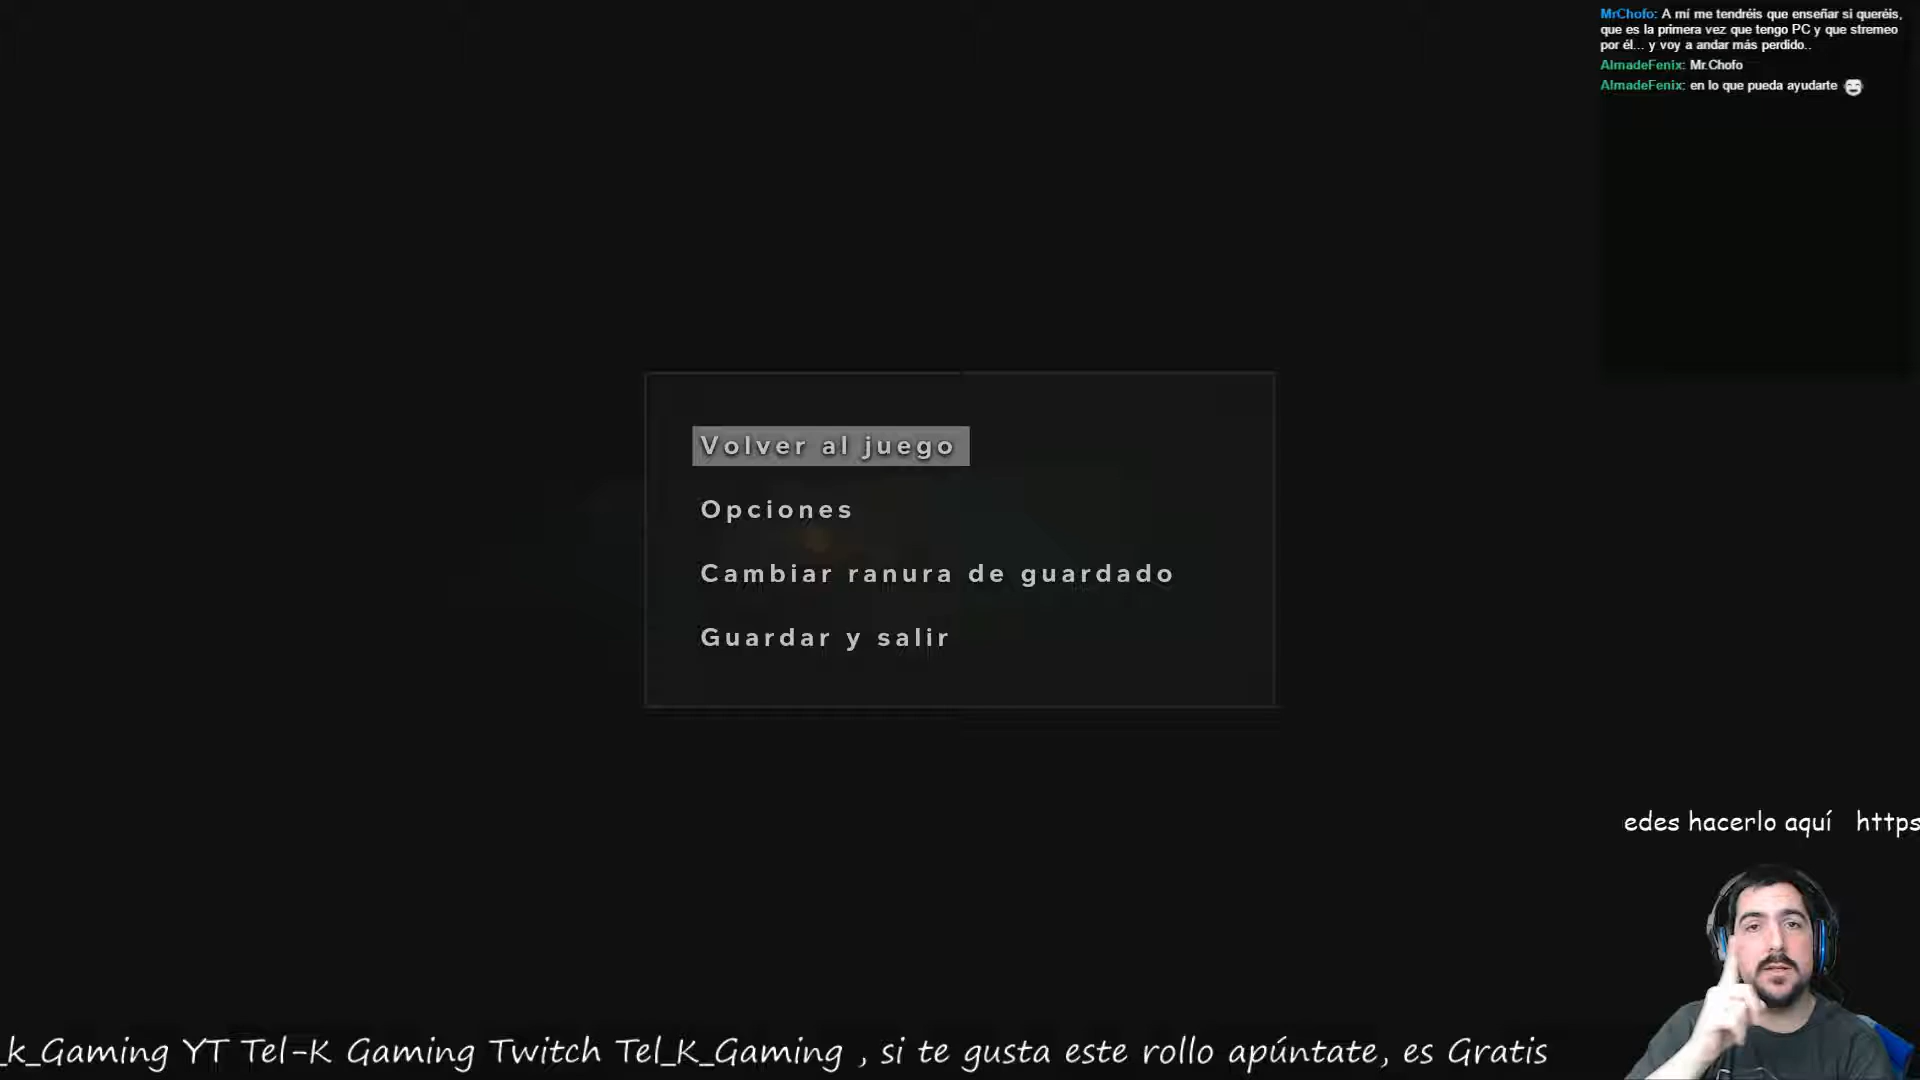 MrChofo: A mí me tendréis que enseñar si queréis,
que es la primera vez que tengo PC y que stremeo
por él... y voy a andar más perdido..
AlmadeFenix: Mr.Chofo
AlmadeFenix: en lo que pueda ayudarte
Volver al juego
Opciones
Cambiar ranura de guardado
Guardar y salir
edes hacerlo aquí https
_k_Gaming YT Tel-K Gaming Twitch Tel_K_Gaming , si te gusta este rollo apúntate, es Gratis